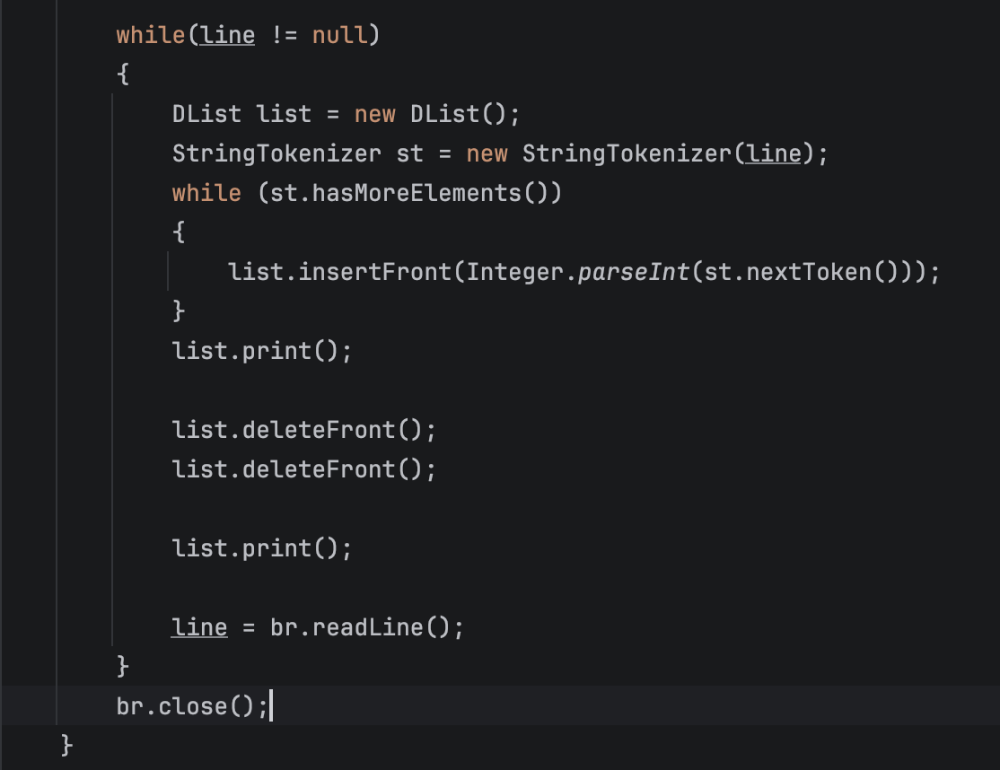 while(line != null)
{
DList list = new DList();
StringTokenizer st = new StringTokenizer(line);
while (st.hasMoreElements())
{
list.insertFront(Integer.parseInt(st.nextToken()));
}
list.print();
list.deleteFront();
list.deleteFront();
list.print();
line = br.readLine();
}
br.close();
}